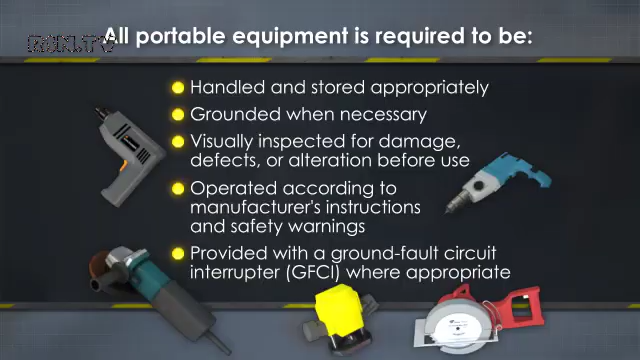 All portable equipment is required to be:
Handled and stored appropriately
Grounded when necessary
Visually inspected for damage,
defects, or alteration before use
Operated according to
manufacturer's instructions
and safety warnings
Provided with a ground-fault circuit
interrupter (GFCI) where appropriate